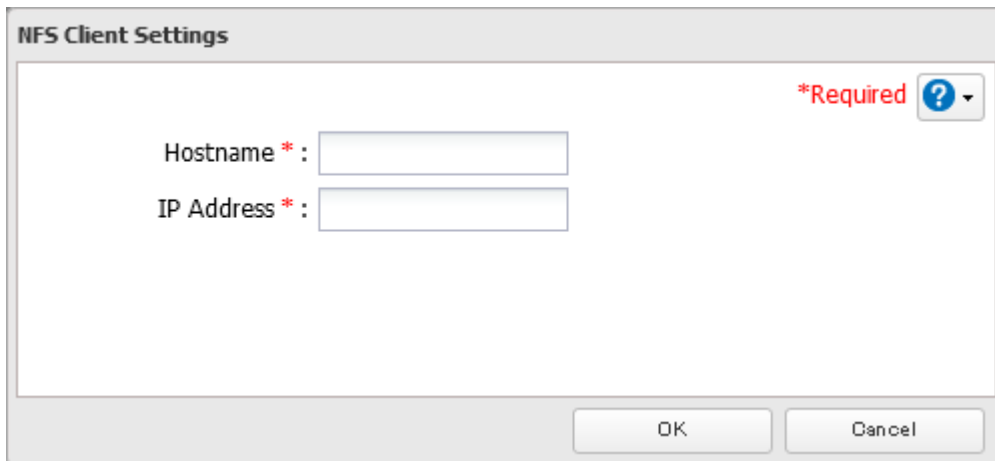 NFS Client Settings
*Required ?
Hostname * :
IP Address * :
OK Cancel